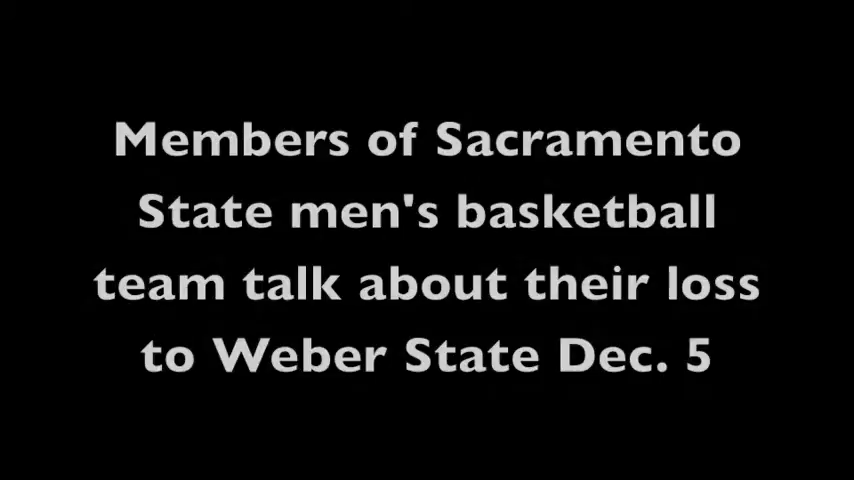 Members of Sacramento
State men's basketball
team talk about their loss
to Weber State Dec. 5